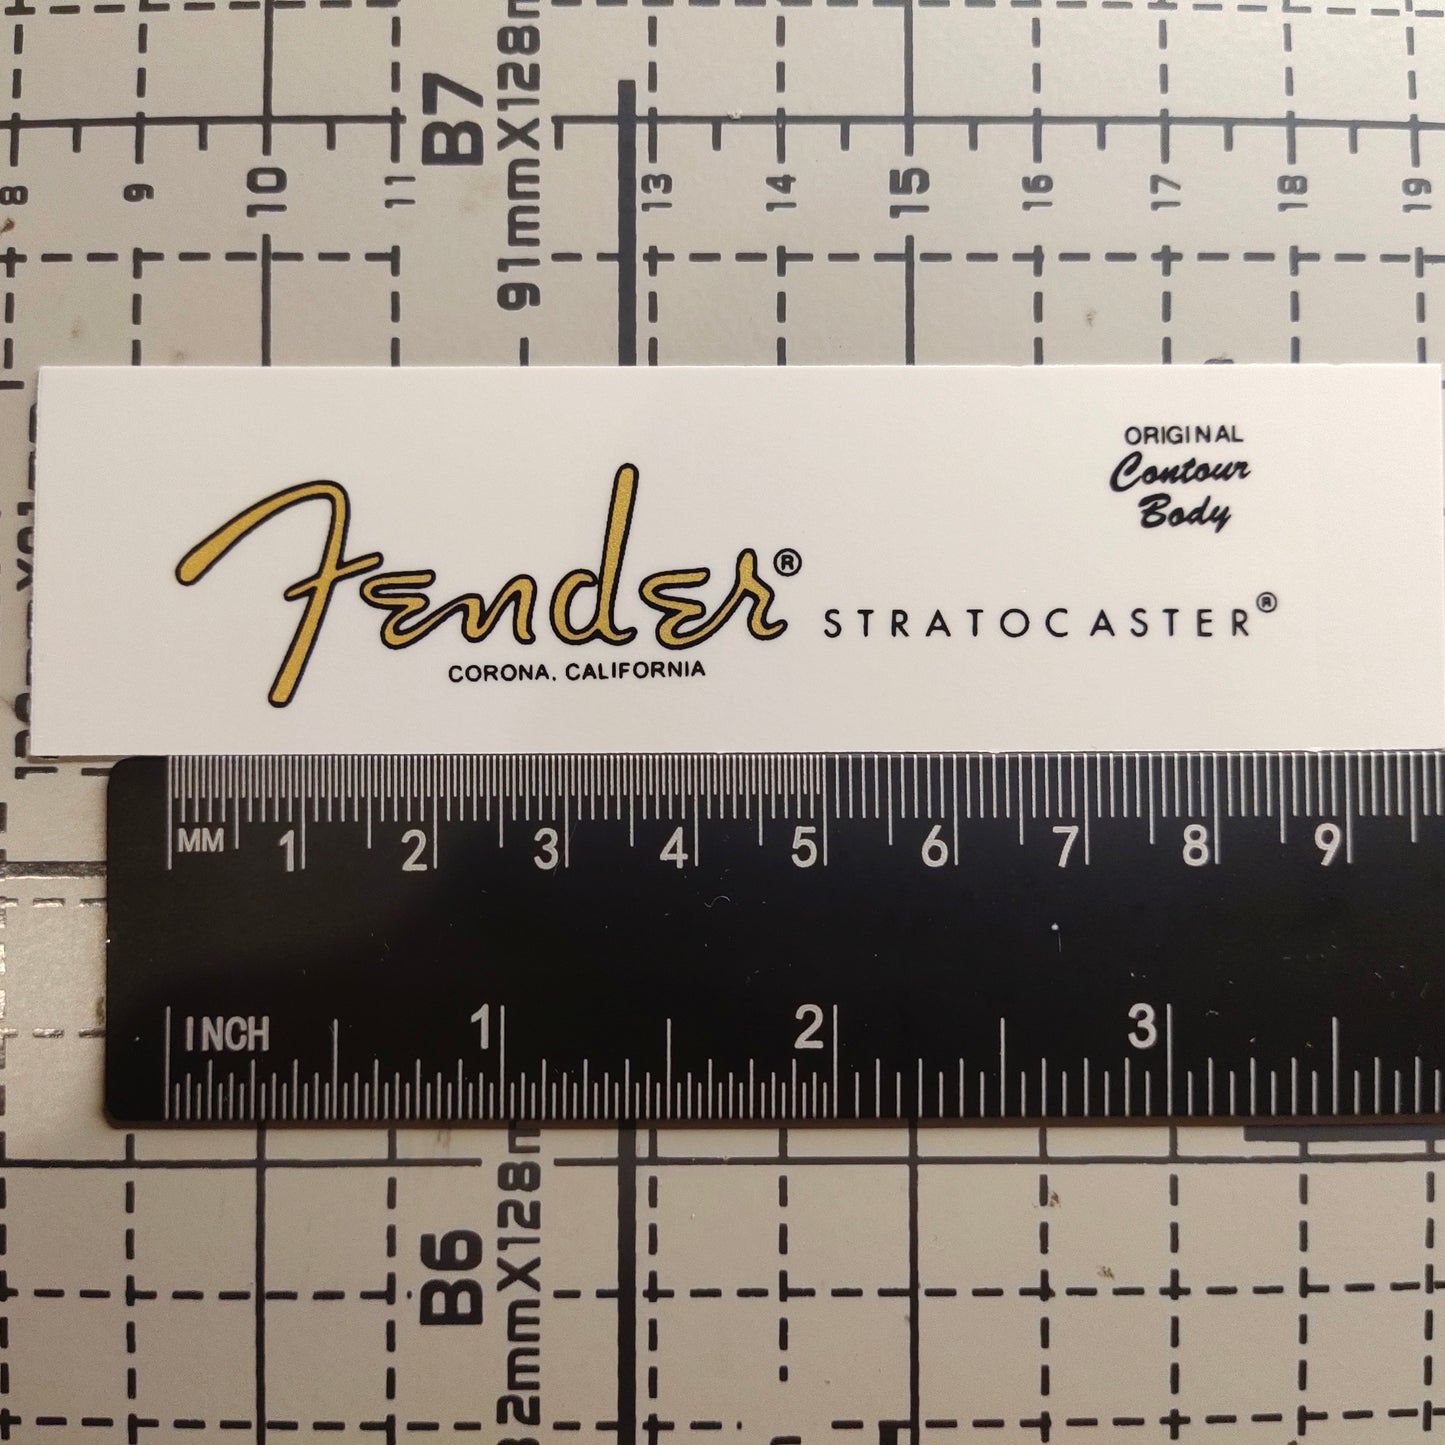 8 9 10 11 13 14 15 16 17 18 19
B7
91mmX128m
ORIGINAL
Contour
Body
Fender®
STRATOCASTER®
CORONA, CALIFORNIA
MM 1 2 3 4 5 6 7 8 9
INCH 1 2 3
B6
2mmX128m